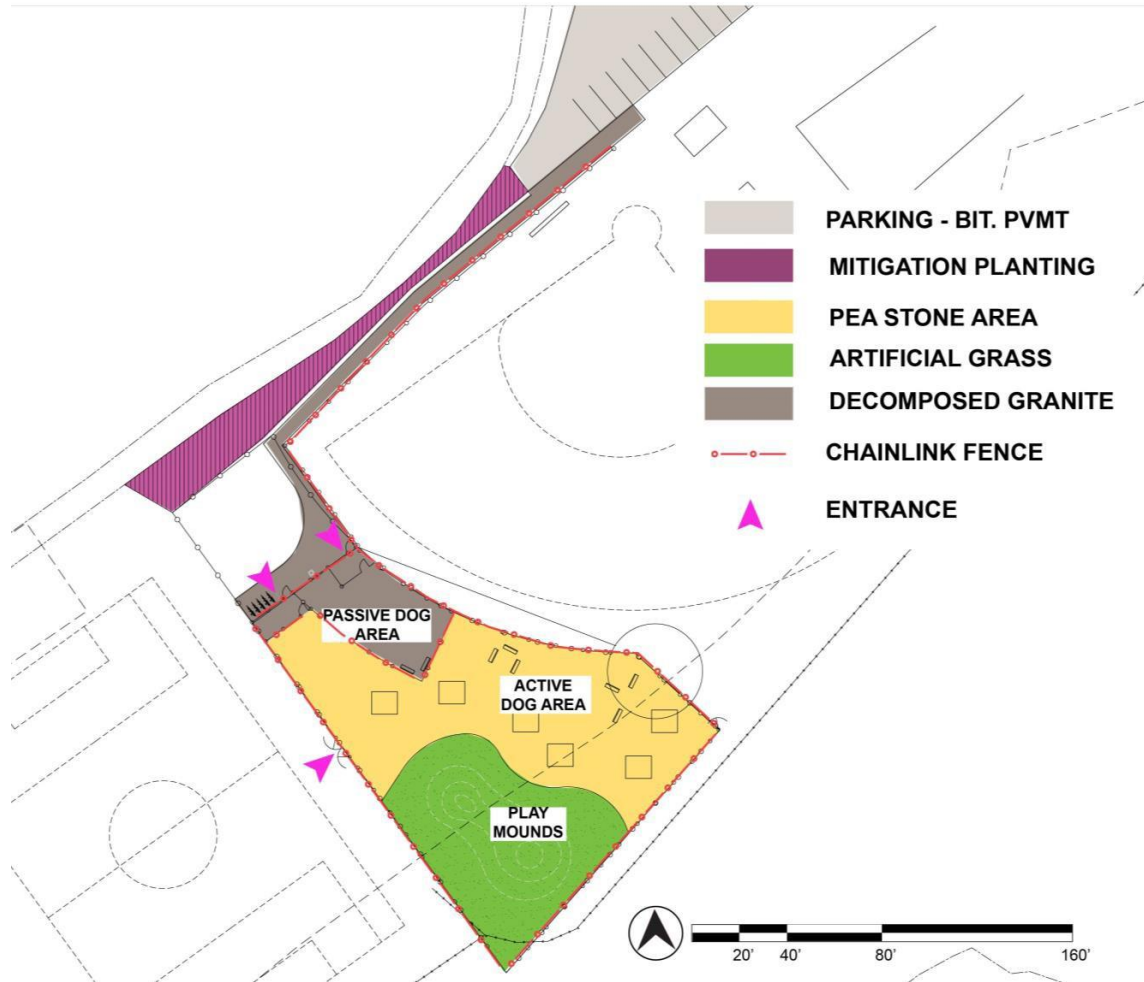 PARKING - BIT. PVMT
MITIGATION PLANTING
PEA STONE AREA
ARTIFICIAL GRASS
DECOMPOSED GRANITE
CHAINLINK FENCE
ENTRANCE
PASSIVE DOG
AREA
ACTIVE
DOG AREA
PLAY
MOUNDS
20' 40' 80' 160'